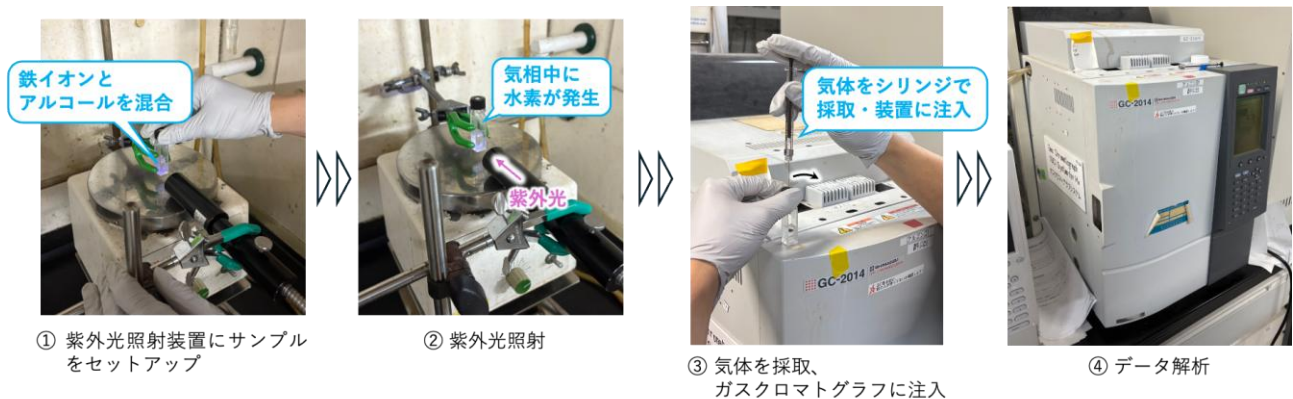 鉄イオンと
アルコールを混合
① 紫外光照射装置にサンプル
をセットアップ
気相中に
水素が発生
紫外光
② 紫外光照射
気体をシリンジで
採取・装置に注入
GC-2014
③ 気体を採取、
ガスクロマトグラフに注入
GC-2014
④ データ解析